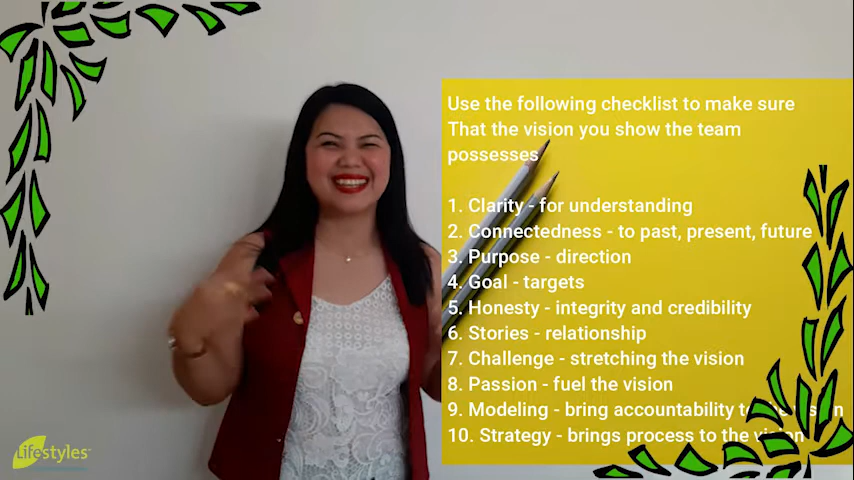 Use the following checklist to make sure
That the vision you show the team
possesses
1. Clarity - for understanding
2. Connectedness - to past, present, future
3. Purpose - direction
4. Goal - targets
5. Honesty - integrity and credibility
6. Stories - relationship
7. Challenge - stretching the vision
8. Passion - fuel the vision
9. Modeling - bring accountability
10. Strategy - brings process to the vision
Lifestyles